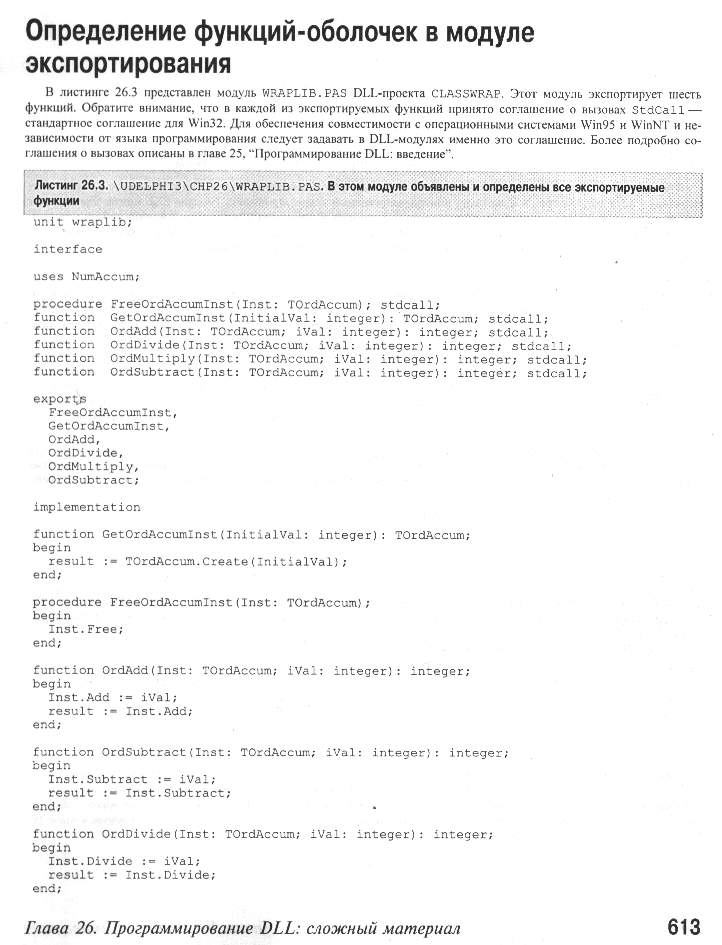 Определение функций-оболочек в модуле
экспортирования
В листинге 26.3 представлен модуль WRAPLIB.PAS DLL-проекта CLASSWRAP. Этот модуль экспортирует шесть
функций. Обратите внимание, что в каждой из экспортируемых функций принято соглашение о вызовах StdCall —
стандартное соглашение для Win32. Для обеспечения совместимости с операционными системами Win95 и WinNT и не-
зависимости от языка программирования следует задавать в DLL-модулях именно это соглашение. Более подробно со-
глашения о вызовах описаны в главе 25, "Программирование DLL: введение".
Листинг 26.3. \UDELPHI3\CHP26\WRAPLIB.PAS. В этом модуле объявлены и определены все экспортируемые
функции
unit wraplib;
interface
uses NumAccum;
procedure FreeOrdAccumInst(Inst: TOrdAccum); stdcall;
function GetOrdAccumInst(InitialVal: integer): TOrdAccum; stdcall;
function OrdAdd(Inst: TOrdAccum; iVal: integer): integer; stdcall;
function OrdDivide(Inst: TOrdAccum; iVal: integer): integer; stdcall;
function OrdMultiply(Inst: TOrdAccum; iVal: integer): integer; stdcall;
function OrdSubtract(Inst: TOrdAccum; iVal: integer): integer; stdcall;
exports
FreeOrdAccumInst,
GetOrdAccumInst,
OrdAdd,
OrdDivide,
OrdMultiply,
OrdSubtract;
implementation
function GetOrdAccumInst(InitialVal: integer): TOrdAccum;
begin
result := TOrdAccum.Create(InitialVal);
end;
procedure FreeOrdAccumInst(Inst: TOrdAccum);
begin
Inst.Free;
end;
function OrdAdd(Inst: TOrdAccum; iVal: integer): integer;
begin
Inst.Add := iVal;
result := Inst.Add;
end;
function OrdSubtract(Inst: TOrdAccum; iVal: integer): integer;
begin
Inst.Subtract := iVal;
result := Inst.Subtract;
end;
function OrdDivide(Inst: TOrdAccum; iVal: integer): integer;
begin
Inst.Divide := iVal;
result := Inst.Divide;
end;
Глава 26. Программирование DLL: сложный материал 613